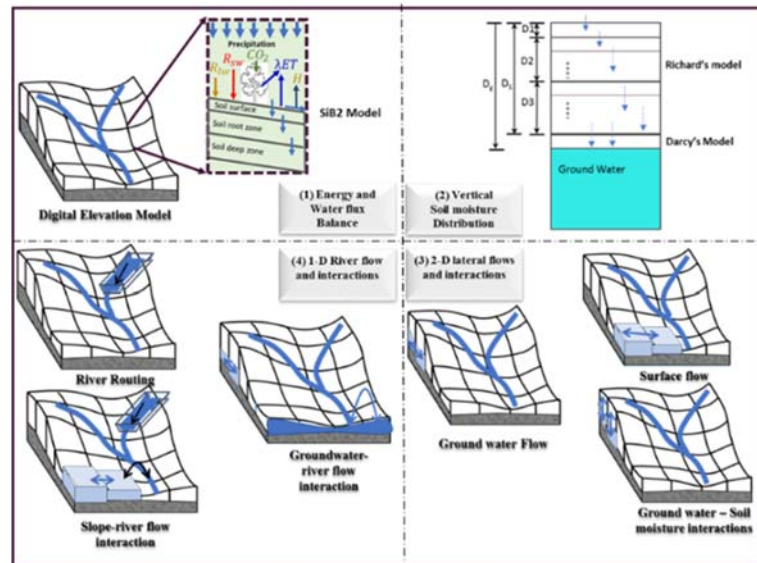 Precipitation
CO2
Rsw
Rlw
λET
H
Soil surface
Soil root zone
Soil deep zone
SiB2 Model
Digital Elevation Model
(1) Energy and
Water flux
Balance
D1
D2
D3
Dg
Ds
Richard's model
Darcy's Model
Ground Water
(2) Vertical
Soil moisture
Distribution
(4) 1-D River flow
and interactions
River Routing
Slope-river flow
interaction
Groundwater-
river flow
interaction
(3) 2-D lateral flows
and interactions
Ground water Flow
Surface flow
Ground water – Soil
moisture interactions